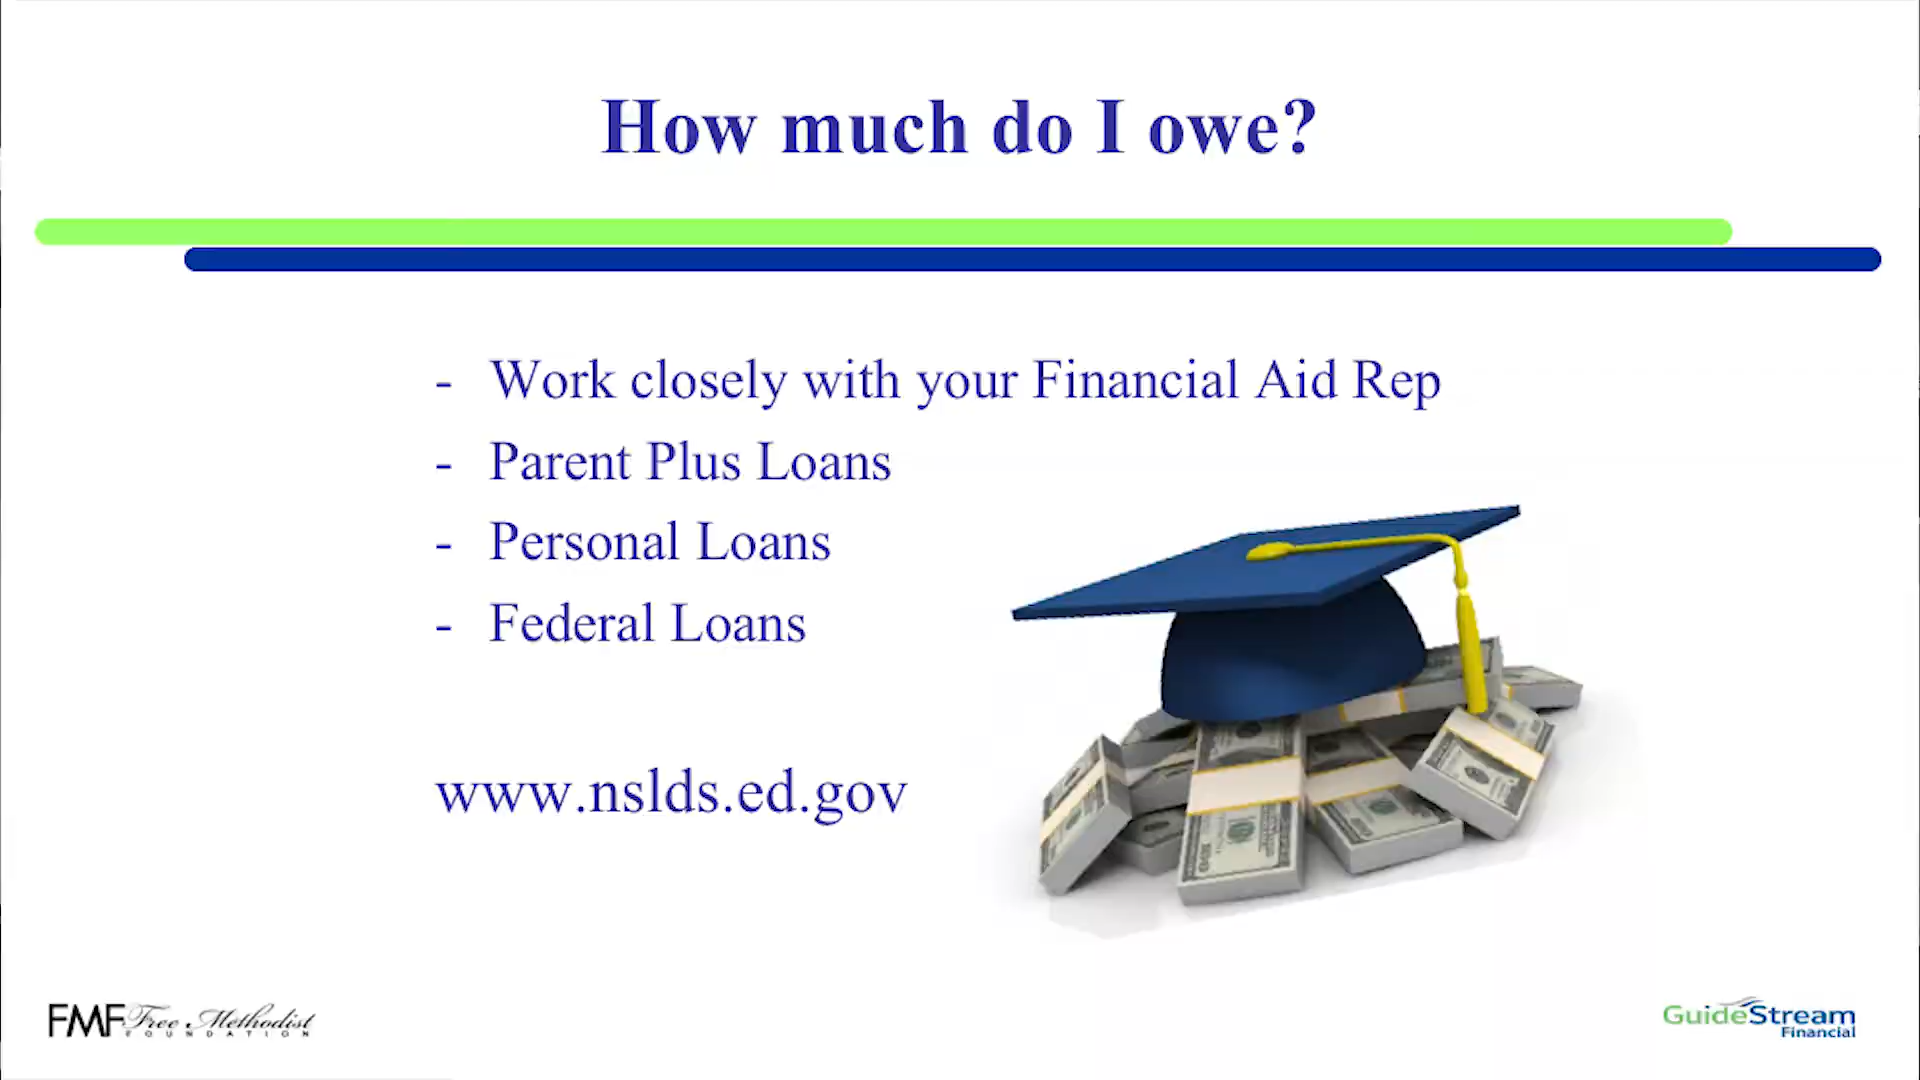 How much do I owe?
- Work closely with your Financial Aid Rep
- Parent Plus Loans
- Personal Loans
- Federal Loans
www.nslds.ed.gov
FMF Free Methodist
FOUNDATION
GuideStream
Financial